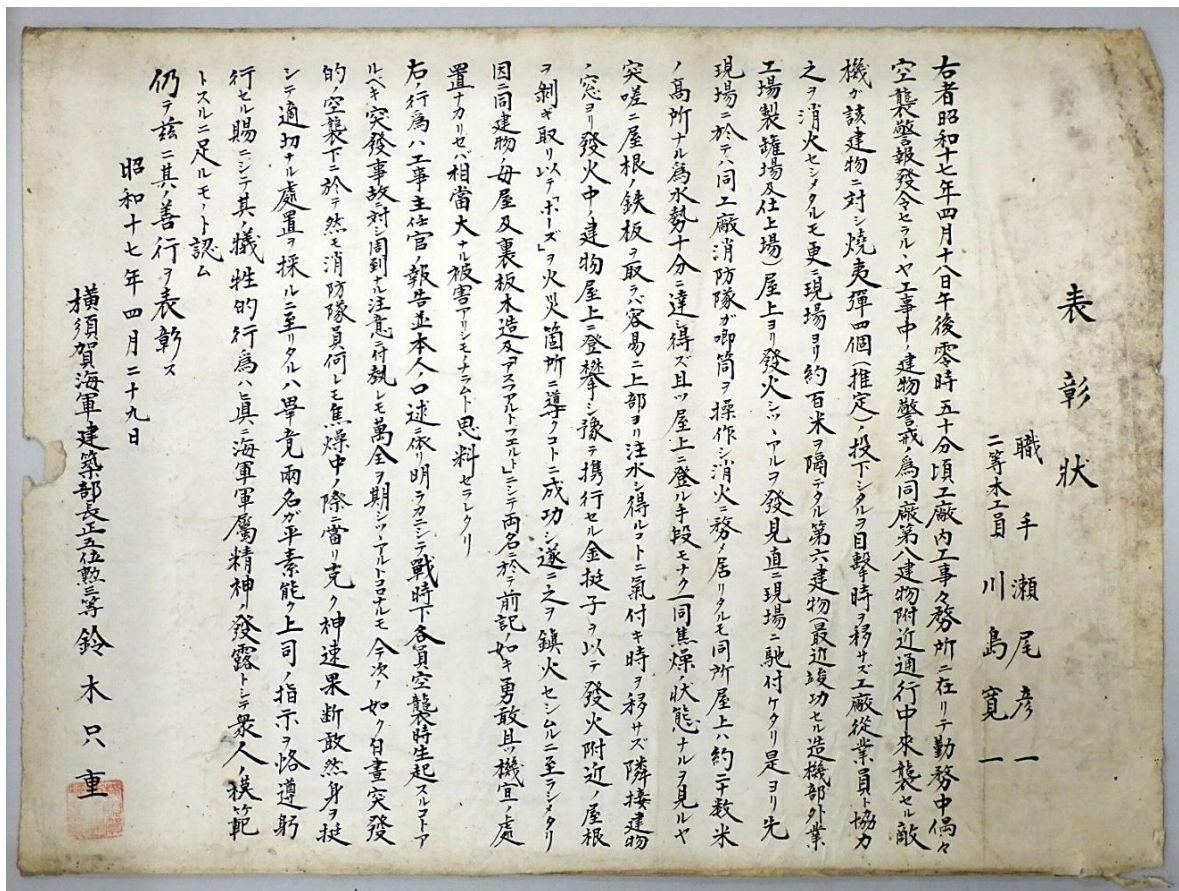 表彰状
職手 瀬尾彦一
二等木工員 川島寛一
右者昭和十七年四月十八日午後零時五十分頃工廠内工事々務所ニ在リテ勤務中偶々
空襲警報發令セラルヽヤ工事中ノ建物警戒ノ為同廠第八建物附近通行中來襲セル敵
機ガ該建物ニ対シ燒夷彈四個(推定)ノ投下シタルヲ目撃時ヲ移サズ工廠從業員ト協力
之ヲ消火セシメタルモ更ニ現場ヨリ約百米ヲ隔テタル第六建物(最近竣功セル造機部外業
工場製罐場及仕上場)屋上ヨリ發火シツヽアルヲ發見直ニ現場ニ馳付ケタリ是ヨリ先
現場ニ於テハ同工廠消防隊ガ喞筒ヲ操作シ消火ニ務メ居リタルモ同所屋上ハ約二十数米
ノ高所ナル為水勢十分ニ達シ得ズ且ツ屋上ニ登ル手段モナク一同焦燥ノ状態ナルヲ見ルヤ
突嗟ニ屋根ノ鉄板ヲ取ラバ容易ニ上部ヨリ注水シ得ルコトニ氣付キ時ヲ移サズ隣接建物
ノ窓ヨリ發火中ノ建物屋上ニ登攀シ豫テ携行セル金挺子ヲ以テ發火附近ノ屋根
ヲ剝ギ取リ以テ「ホーズ」ヲ火災箇所ニ導クコトニ成功シ遂ニ之ヲ鎮火セシムルニ至ラシメタリ
因ニ同建物ノ母屋及裏板木造及「アスファルトフェルト」ニシテ両名ニ於テ前記ノ如キ勇敢且ツ機宜ノ處
置ナカリセバ相當大ナル被害アリシモノナラムト思料セラレタリ
右ノ行為ハ工事主任官ノ報告並本人ノ口述ニ依リ明ラカニシテ戰時下各員空襲時生起スルコトア
ルベキ突發事故ニ対シ周到ナル注意ニ付孰レモ萬全ヲ期シツヽアルトコロナルモ今次ノ如ク白晝突發
的ノ空襲下ニ於テ然モ消防隊員何レモ焦燥中ノ際ニ當リ克ク神速果断敢然身ヲ挺
シテ適切ナル處置ヲ採ルニ至リタルハ畢竟兩名ガ平素能ク上司ノ指示ヲ恪遵躬
行セル賜ニシテ其ノ犠牲的行為ハ眞ニ海軍軍屬精神ノ發露トシテ衆人ノ模範
トスルニ足ルモノト認ム
仍テ茲ニ其ノ善行ヲ表彰ス
昭和十七年四月二十九日
横須賀海軍建築部長正五位勲三等鈴木只重